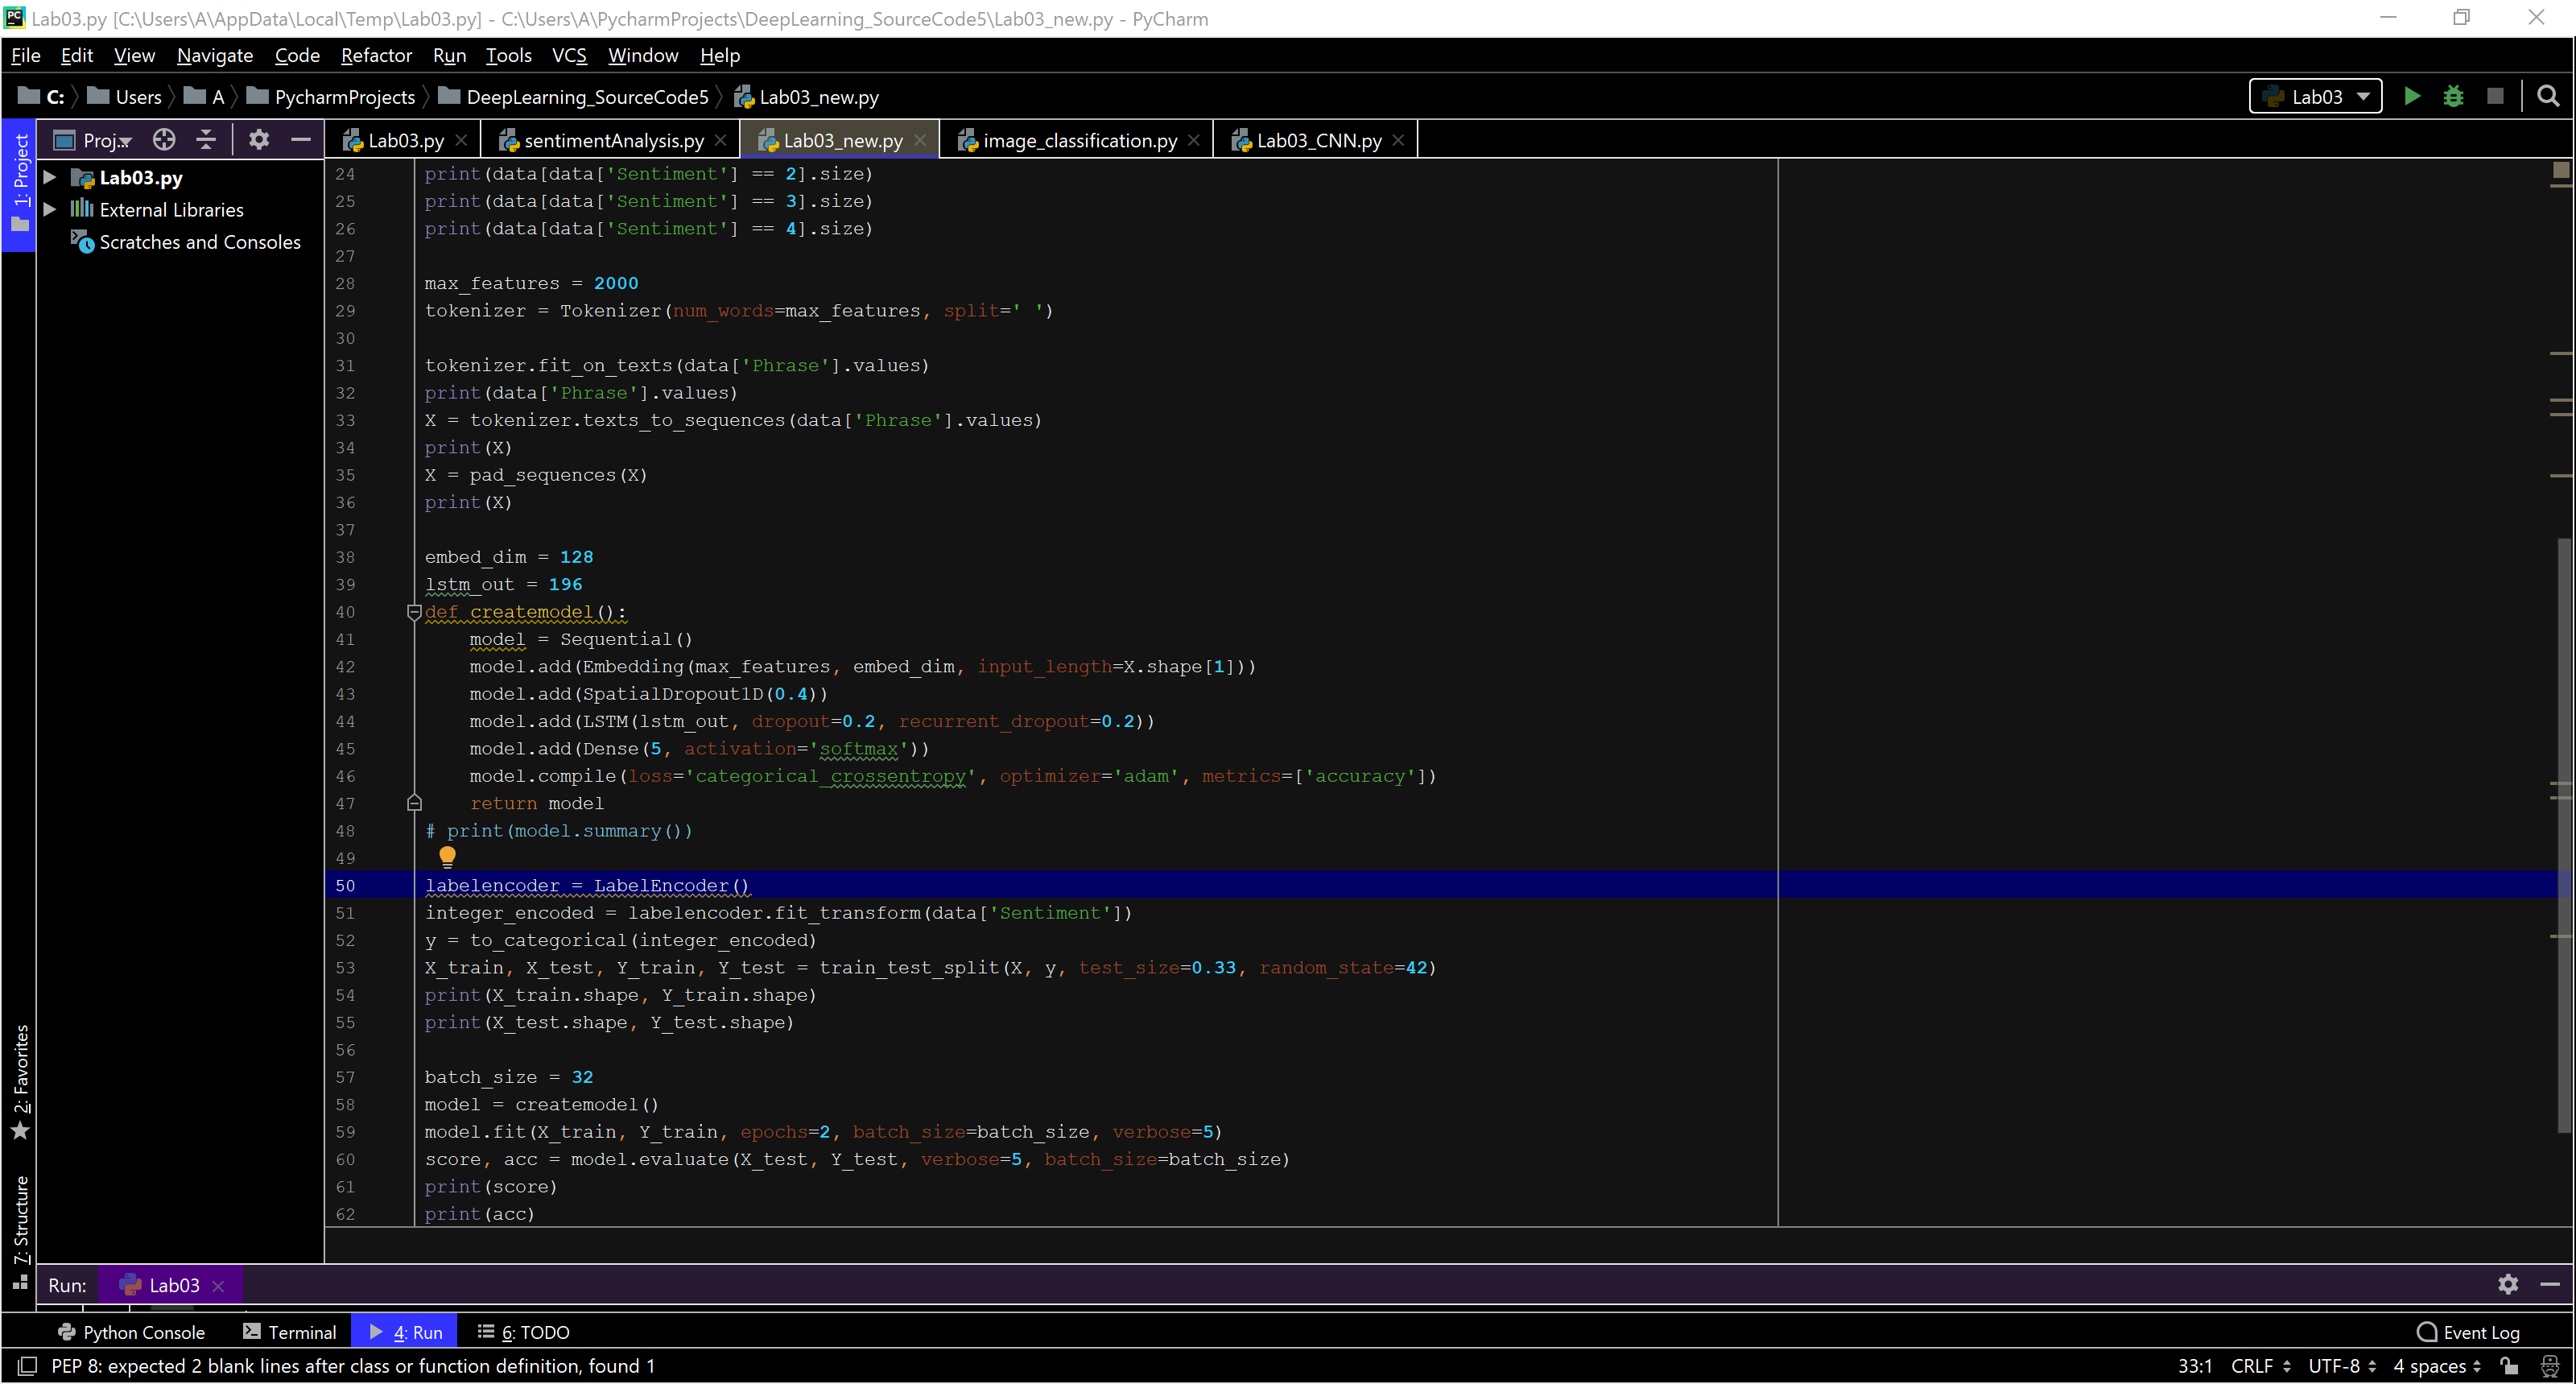 PC Lab03.py [C:\Users\A\AppData\Local\Temp\Lab03.py] - C:\Users\A\PycharmProjects\DeepLearning_SourceCode5\Lab03_new.py - PyCharm
File Edit View Navigate Code Refactor Run Tools VCS Window Help
C: Users A PycharmProjects DeepLearning_SourceCode5 Lab03_new.py Lab03
1: Project
Proj... Lab03.py sentimentAnalysis.py Lab03_new.py image_classification.py Lab03_CNN.py
Lab03.py
External Libraries
Scratches and Consoles
24 print(data[data['Sentiment'] == 2].size)
25 print(data[data['Sentiment'] == 3].size)
26 print(data[data['Sentiment'] == 4].size)
27
28 max_features = 2000
29 tokenizer = Tokenizer(num_words=max_features, split=' ')
30
31 tokenizer.fit_on_texts(data['Phrase'].values)
32 print(data['Phrase'].values)
33 X = tokenizer.texts_to_sequences(data['Phrase'].values)
34 print(X)
35 X = pad_sequences(X)
36 print(X)
37
38 embed_dim = 128
39 lstm_out = 196
40 def createmodel():
41     model = Sequential()
42     model.add(Embedding(max_features, embed_dim, input_length=X.shape[1]))
43     model.add(SpatialDropout1D(0.4))
44     model.add(LSTM(lstm_out, dropout=0.2, recurrent_dropout=0.2))
45     model.add(Dense(5, activation='softmax'))
46     model.compile(loss='categorical_crossentropy', optimizer='adam', metrics=['accuracy'])
47     return model
48 # print(model.summary())
49
50 labelencoder = LabelEncoder()
51 integer_encoded = labelencoder.fit_transform(data['Sentiment'])
52 y = to_categorical(integer_encoded)
53 X_train, X_test, Y_train, Y_test = train_test_split(X, y, test_size=0.33, random_state=42)
54 print(X_train.shape, Y_train.shape)
55 print(X_test.shape, Y_test.shape)
56
57 batch_size = 32
58 model = createmodel()
59 model.fit(X_train, Y_train, epochs=2, batch_size=batch_size, verbose=5)
60 score, acc = model.evaluate(X_test, Y_test, verbose=5, batch_size=batch_size)
61 print(score)
62 print(acc)
2: Favorites
7: Structure
Run: Lab03
Python Console Terminal 4: Run 6: TODO Event Log
PEP 8: expected 2 blank lines after class or function definition, found 1 33:1 CRLF UTF-8 4 spaces